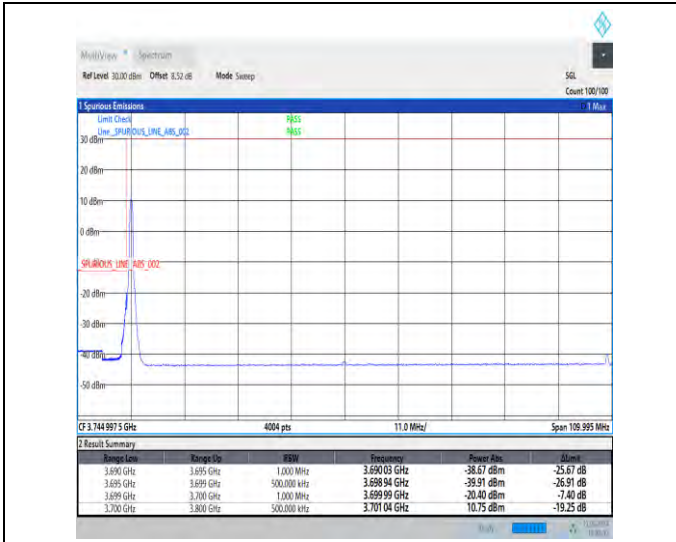 MultiView Spectrum
Ref Level 30.00 dBm Offset 8.52 dB Mode Sweep SGL
Count 100/100
1 Spurious Emissions 1 Max
Limit Check PASS
Line _SPURIOUS_LINE_ABS_002 PASS
30 dBm
20 dBm
10 dBm
0 dBm
_SPURIOUS_LINE_ABS_002
-20 dBm
-30 dBm
-40 dBm
-50 dBm
CF 3.744 997 5 GHz 4004 pts 11.0 MHz/ Span 109.995 MHz
2 Result Summary
Range Low Range Up RBW Frequency Power Abs ΔLimit
3.690 GHz 3.695 GHz 1.000 MHz 3.690 03 GHz -38.67 dBm -25.67 dB
3.695 GHz 3.699 GHz 500.000 kHz 3.698 94 GHz -39.91 dBm -26.91 dB
3.699 GHz 3.700 GHz 1.000 MHz 3.699 99 GHz -20.40 dBm -7.40 dB
3.700 GHz 3.800 GHz 500.000 kHz 3.701 04 GHz 10.75 dBm -19.25 dB